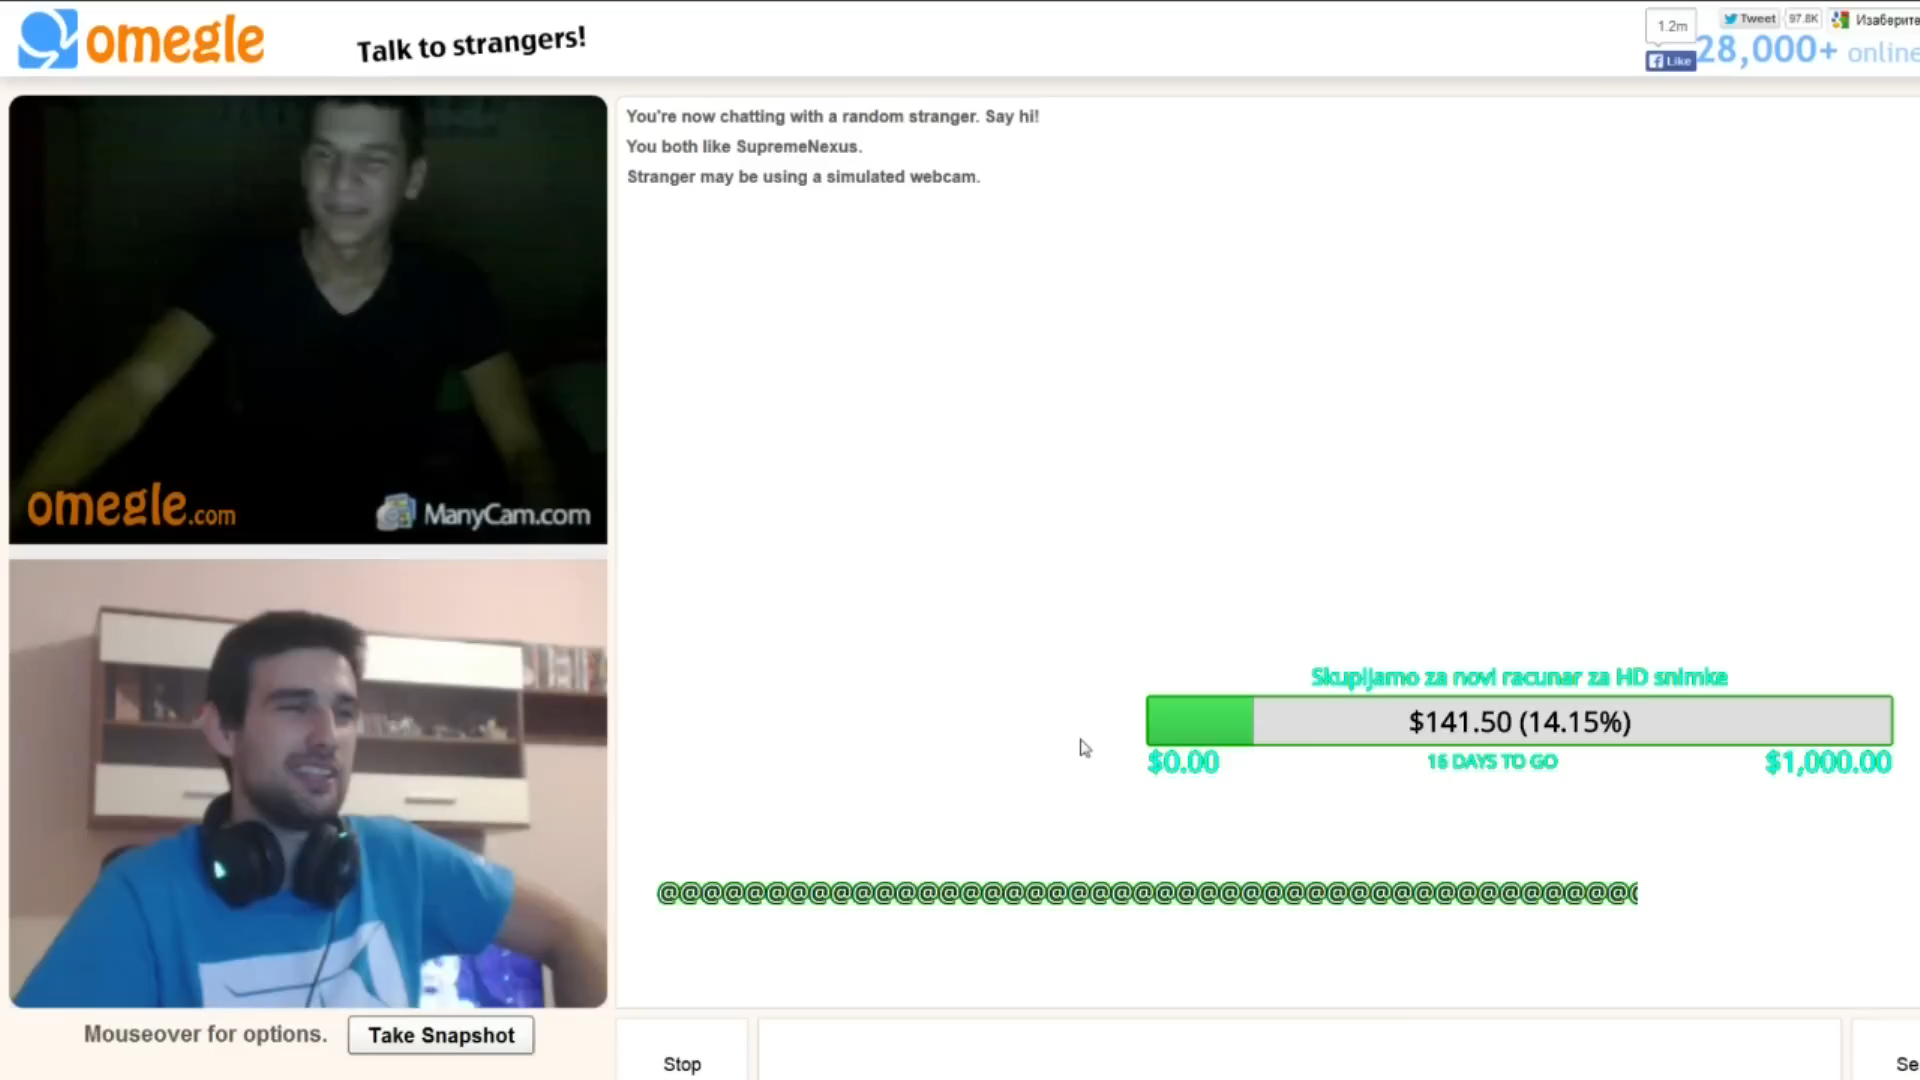 omegle
Talk to strangers!
1.2m
Like
Tweet
97.8K
Изаберите
28,000+ online
You're now chatting with a random stranger. Say hi!
You both like SupremeNexus.
Stranger may be using a simulated webcam.
omegle.com
ManyCam.com
Skupljamo za novi racunar za HD snimke
$141.50 (14.15%)
$0.00
16 DAYS TO GO
$1,000.00
@@@@@@@@@@@@@@@@@@@@@@@@@@@@@@@@@@@@@@@@@@@@@
Mouseover for options.
Take Snapshot
Stop
Se